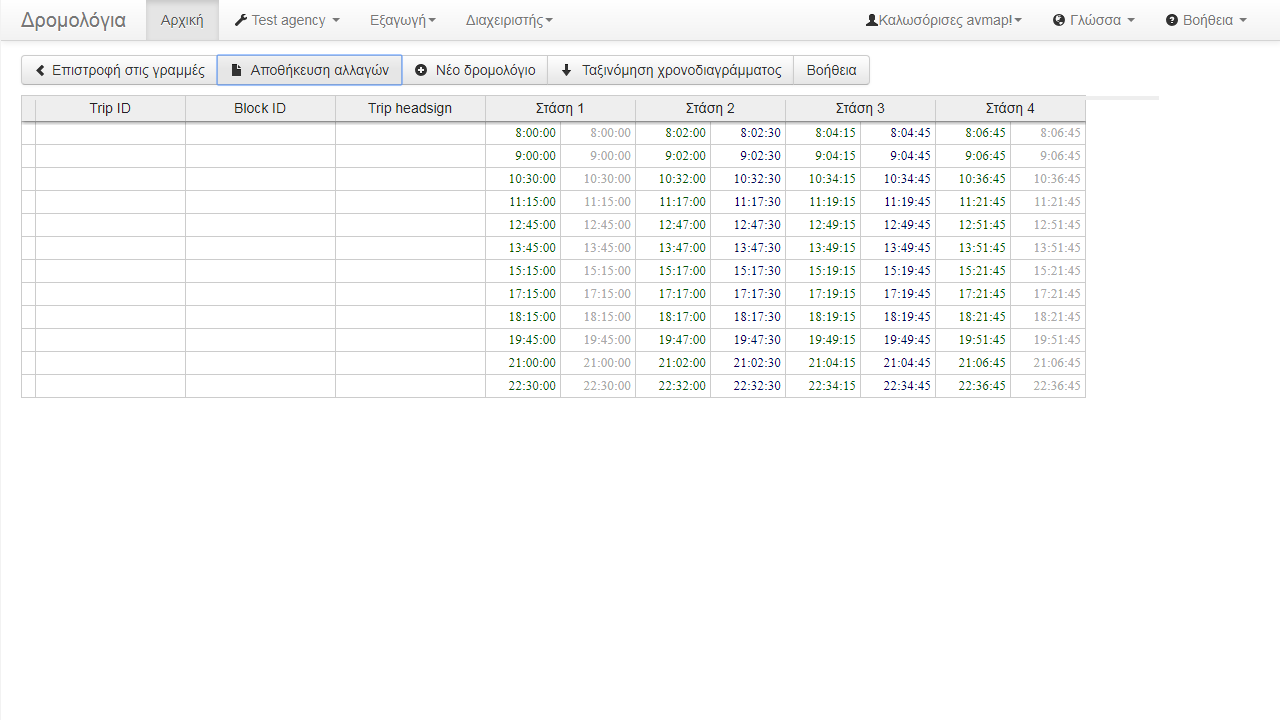 Δρομολόγια Αρχική Test agency Εξαγωγή Διαχειριστής Καλωσόρισες avmap! Γλώσσα Βοήθεια
Επιστροφή στις γραμμές Αποθήκευση αλλαγών Νέο δρομολόγιο Ταξινόμηση χρονοδιαγράμματος Βοήθεια
Trip ID Block ID Trip headsign Στάση 1 Στάση 2 Στάση 3 Στάση 4
8:00:00 8:00:00 8:02:00 8:02:30 8:04:15 8:04:45 8:06:45 8:06:45
9:00:00 9:00:00 9:02:00 9:02:30 9:04:15 9:04:45 9:06:45 9:06:45
10:30:00 10:30:00 10:32:00 10:32:30 10:34:15 10:34:45 10:36:45 10:36:45
11:15:00 11:15:00 11:17:00 11:17:30 11:19:15 11:19:45 11:21:45 11:21:45
12:45:00 12:45:00 12:47:00 12:47:30 12:49:15 12:49:45 12:51:45 12:51:45
13:45:00 13:45:00 13:47:00 13:47:30 13:49:15 13:49:45 13:51:45 13:51:45
15:15:00 15:15:00 15:17:00 15:17:30 15:19:15 15:19:45 15:21:45 15:21:45
17:15:00 17:15:00 17:17:00 17:17:30 17:19:15 17:19:45 17:21:45 17:21:45
18:15:00 18:15:00 18:17:00 18:17:30 18:19:15 18:19:45 18:21:45 18:21:45
19:45:00 19:45:00 19:47:00 19:47:30 19:49:15 19:49:45 19:51:45 19:51:45
21:00:00 21:00:00 21:02:00 21:02:30 21:04:15 21:04:45 21:06:45 21:06:45
22:30:00 22:30:00 22:32:00 22:32:30 22:34:15 22:34:45 22:36:45 22:36:45